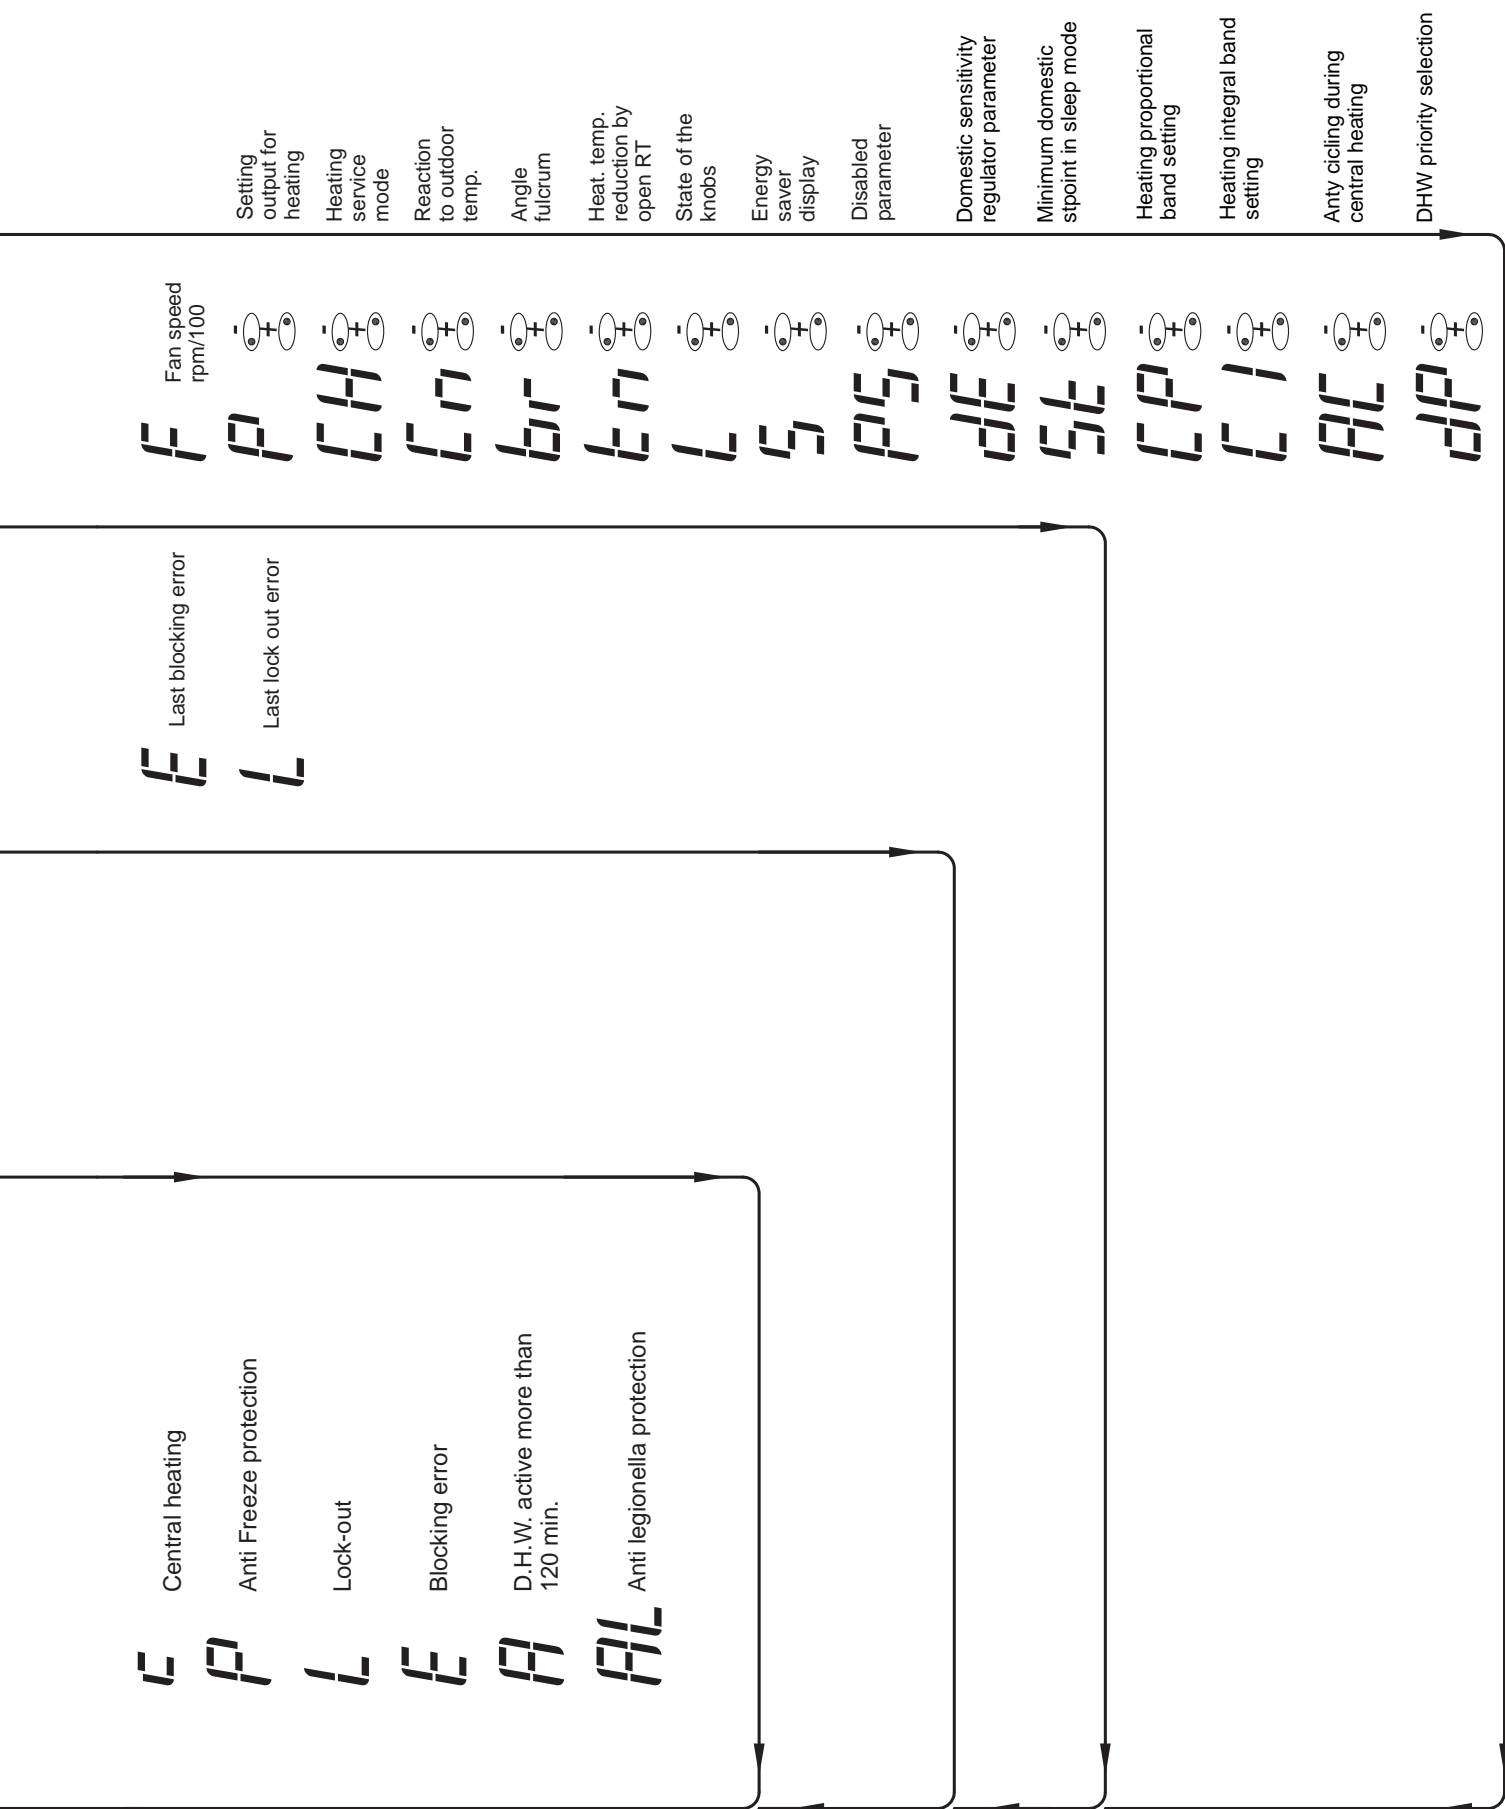 c Central heating
P Anti Freeze protection
L Lock-out
E Blocking error
A D.H.W. active more than
120 min.
AL Anti legionella protection
E Last blocking error
L Last lock out error
F Fan speed
rpm/100
P - + Setting
output for
heating
CH - + Heating
service
mode
Cn - + Reaction
to outdoor
temp.
br - + Angle
fulcrum
tn - + Heat. temp.
reduction by
open RT
L - + State of the
knobs
S - + Energy
saver
display
PS - + Disabled
parameter
dE - + Domestic sensitivity
regulator parameter
St - + Minimum domestic
stpoint in sleep mode
CP - + Heating proportional
band setting
CI - + Heating integral band
setting
AC - + Anty cicling during
central heating
dP - + DHW priority selection